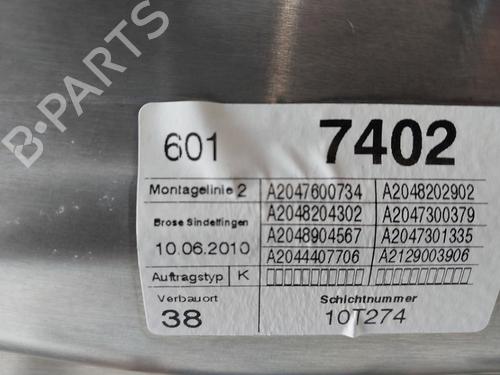 B-PARTS
601 7402
Montagelinie 2 A2047600734 A2048202902
A2048204302 A2047300379
Brose Sindelfingen
A2048904567 A2047301335
10.06.2010
A2044407706 A2129003906
Auftragstyp K
Verbauort Schichtnummer
38 10T274